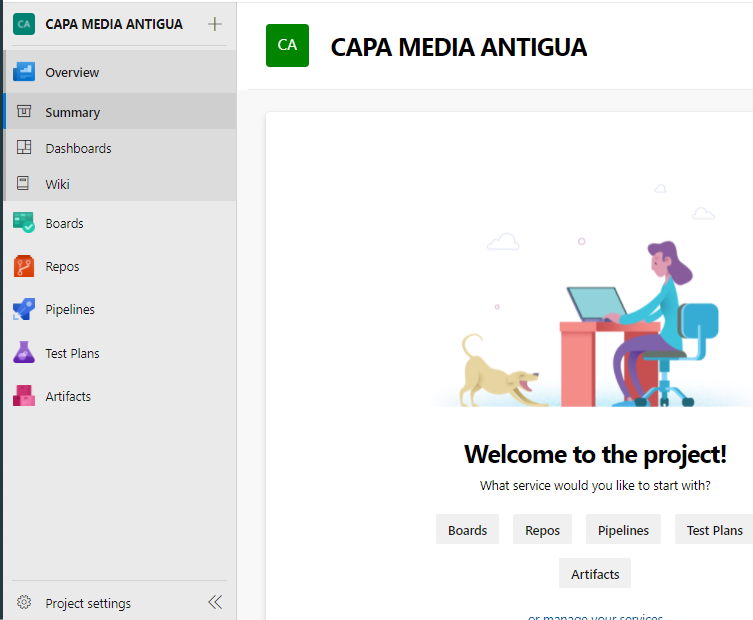 CA CAPA MEDIA ANTIGUA
Overview
Summary
Dashboards
Wiki
Boards
Repos
Pipelines
Test Plans
Artifacts
Project settings
CA CAPA MEDIA ANTIGUA
Welcome to the project!
What service would you like to start with?
Boards Repos Pipelines Test Plans
Artifacts
or manage your services